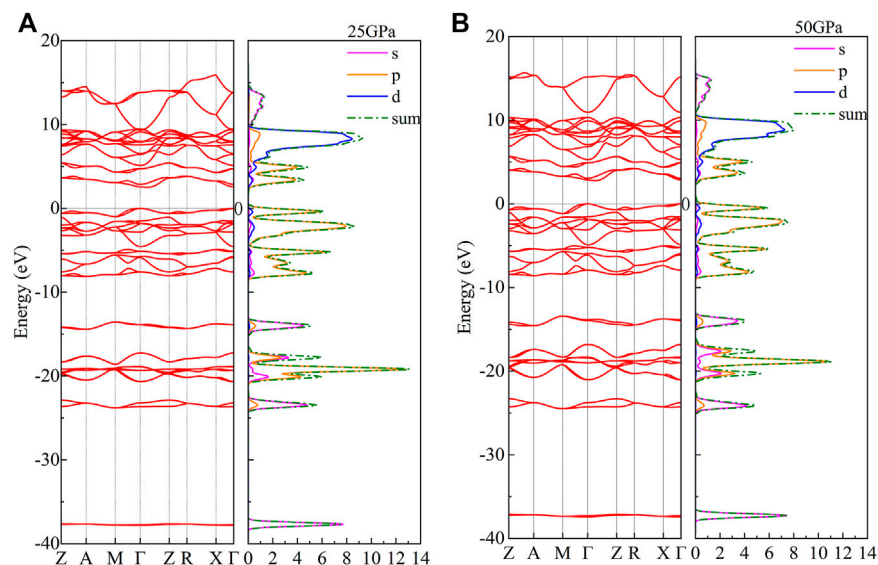 A
25GPa
s
p
d
sum
20
10
0
-10
-20
-30
-40
Energy (eV)
0
Z A M Γ Z R X Γ
0 2 4 6 8 10 12 14
B
50GPa
s
p
d
sum
20
10
0
-10
-20
-30
-40
Energy (eV)
0
Z A M Γ Z R X Γ
0 2 4 6 8 10 12 14